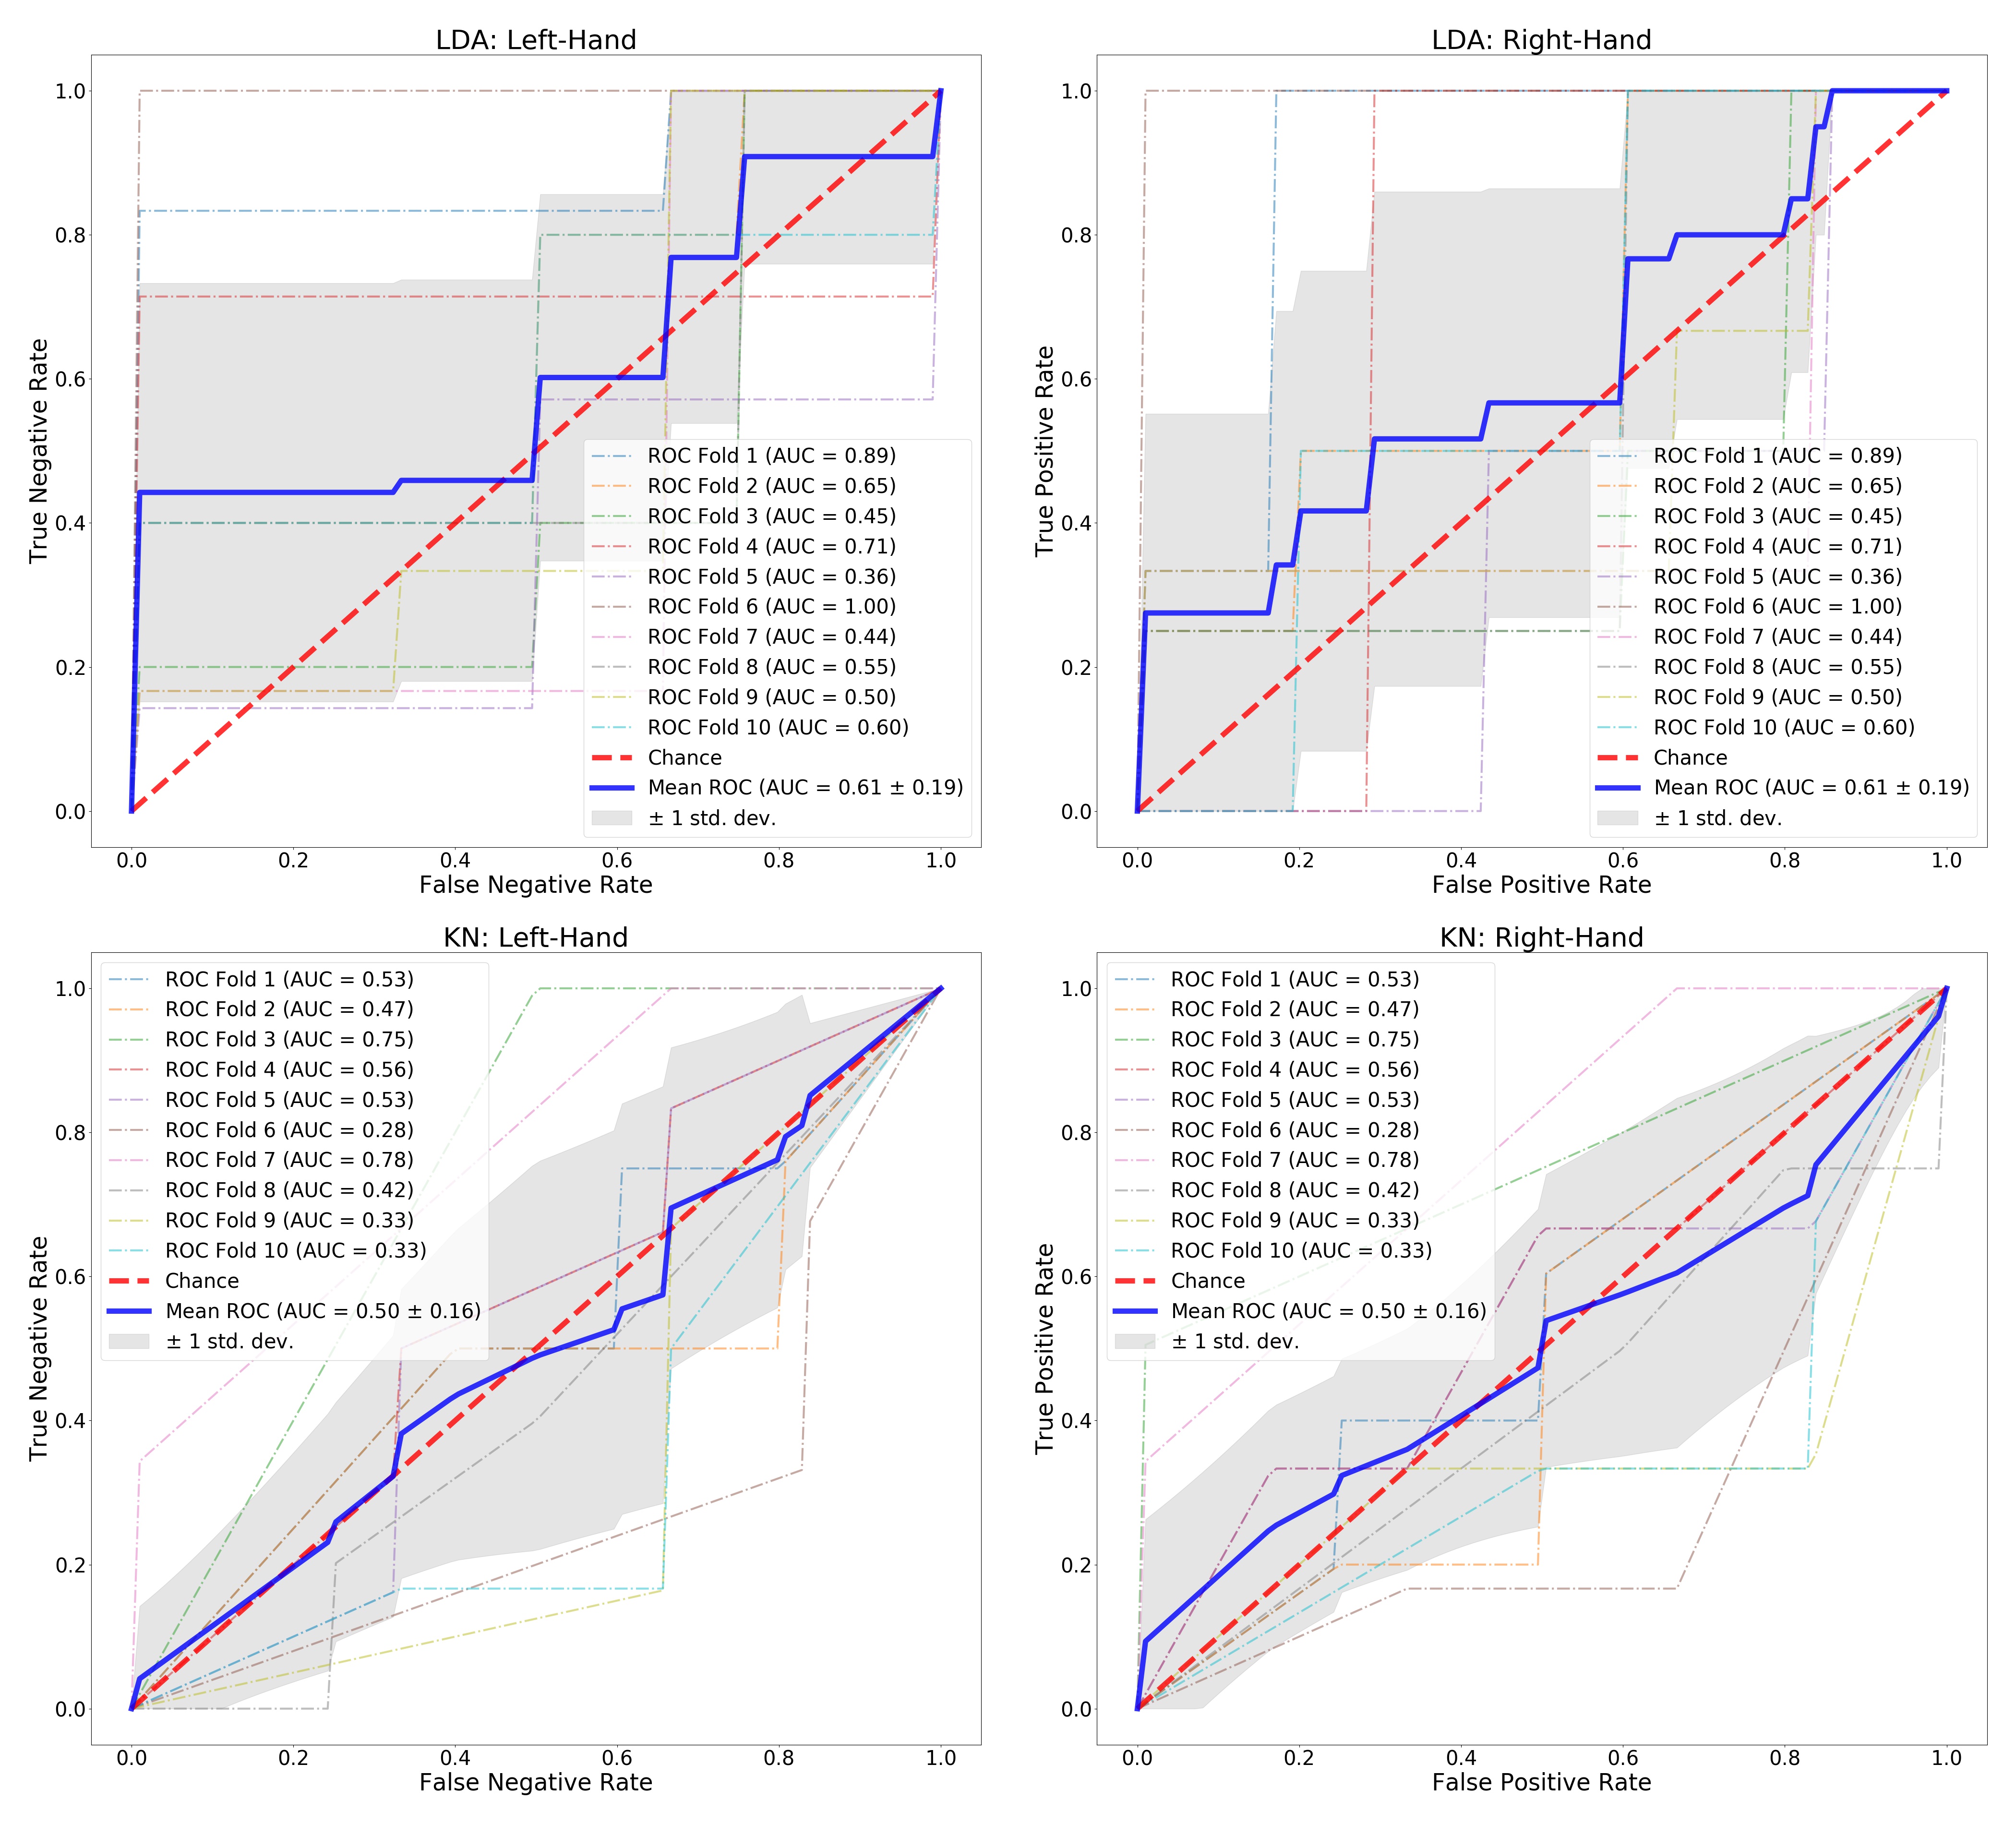 LDA: Left-Hand
True Negative Rate
1.0
0.8
0.6
0.4
0.2
0.0
ROC Fold 1 (AUC = 0.89)
ROC Fold 2 (AUC = 0.65)
ROC Fold 3 (AUC = 0.45)
ROC Fold 4 (AUC = 0.71)
ROC Fold 5 (AUC = 0.36)
ROC Fold 6 (AUC = 1.00)
ROC Fold 7 (AUC = 0.44)
ROC Fold 8 (AUC = 0.55)
ROC Fold 9 (AUC = 0.50)
ROC Fold 10 (AUC = 0.60)
Chance
Mean ROC (AUC = 0.61 ± 0.19)
± 1 std. dev.
0.0 0.2 0.4 0.6 0.8 1.0
False Negative Rate
LDA: Right-Hand
True Positive Rate
1.0
0.8
0.6
0.4
0.2
0.0
ROC Fold 1 (AUC = 0.89)
ROC Fold 2 (AUC = 0.65)
ROC Fold 3 (AUC = 0.45)
ROC Fold 4 (AUC = 0.71)
ROC Fold 5 (AUC = 0.36)
ROC Fold 6 (AUC = 1.00)
ROC Fold 7 (AUC = 0.44)
ROC Fold 8 (AUC = 0.55)
ROC Fold 9 (AUC = 0.50)
ROC Fold 10 (AUC = 0.60)
Chance
Mean ROC (AUC = 0.61 ± 0.19)
± 1 std. dev.
0.0 0.2 0.4 0.6 0.8 1.0
False Positive Rate
KN: Left-Hand
True Negative Rate
1.0
0.8
0.6
0.4
0.2
0.0
ROC Fold 1 (AUC = 0.53)
ROC Fold 2 (AUC = 0.47)
ROC Fold 3 (AUC = 0.75)
ROC Fold 4 (AUC = 0.56)
ROC Fold 5 (AUC = 0.53)
ROC Fold 6 (AUC = 0.28)
ROC Fold 7 (AUC = 0.78)
ROC Fold 8 (AUC = 0.42)
ROC Fold 9 (AUC = 0.33)
ROC Fold 10 (AUC = 0.33)
Chance
Mean ROC (AUC = 0.50 ± 0.16)
± 1 std. dev.
0.0 0.2 0.4 0.6 0.8 1.0
False Negative Rate
KN: Right-Hand
True Positive Rate
1.0
0.8
0.6
0.4
0.2
0.0
ROC Fold 1 (AUC = 0.53)
ROC Fold 2 (AUC = 0.47)
ROC Fold 3 (AUC = 0.75)
ROC Fold 4 (AUC = 0.56)
ROC Fold 5 (AUC = 0.53)
ROC Fold 6 (AUC = 0.28)
ROC Fold 7 (AUC = 0.78)
ROC Fold 8 (AUC = 0.42)
ROC Fold 9 (AUC = 0.33)
ROC Fold 10 (AUC = 0.33)
Chance
Mean ROC (AUC = 0.50 ± 0.16)
± 1 std. dev.
0.0 0.2 0.4 0.6 0.8 1.0
False Positive Rate